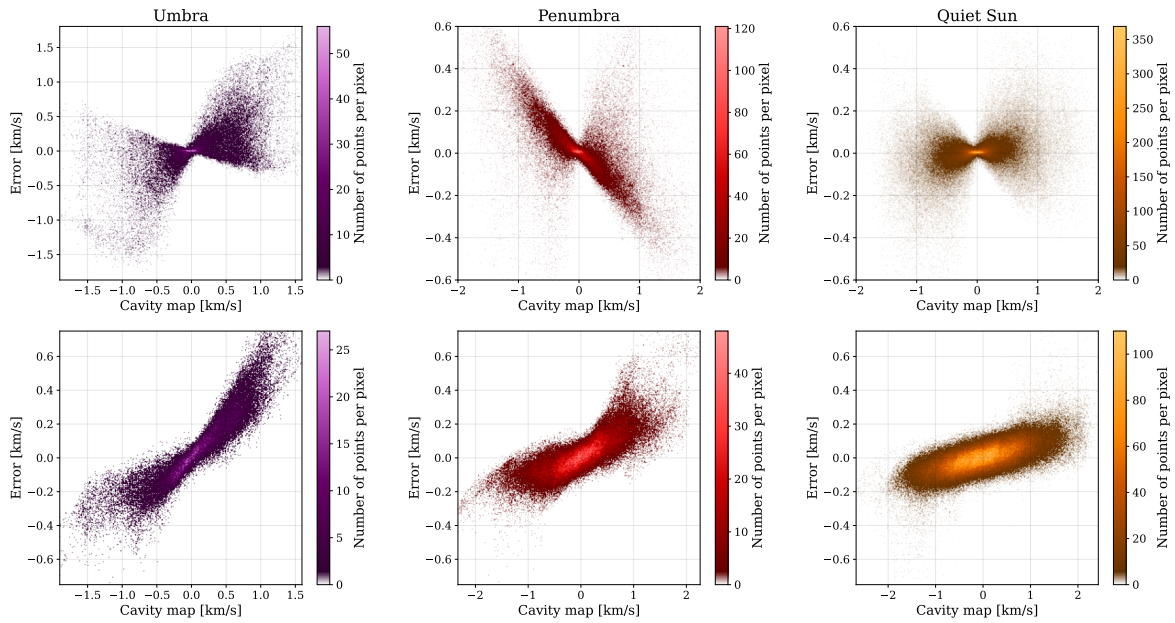 Umbra
Penumbra
Quiet Sun
1.5
1.0
0.5
0.0
−0.5
−1.0
−1.5
Error [km/s]
−1.5 −1.0 −0.5 0.0 0.5 1.0 1.5
Cavity map [km/s]
50
40
30
20
10
0
Number of points per pixel
0.6
0.4
0.2
0.0
−0.2
−0.4
−0.6
Error [km/s]
−2 −1 0 1 2
Cavity map [km/s]
120
100
80
60
40
20
0
Number of points per pixel
0.6
0.4
0.2
0.0
−0.2
−0.4
−0.6
Error [km/s]
−2 −1 0 1 2
Cavity map [km/s]
350
300
250
200
150
100
50
0
Number of points per pixel
0.6
0.4
0.2
0.0
−0.2
−0.4
−0.6
Error [km/s]
−1.5 −1.0 −0.5 0.0 0.5 1.0 1.5
Cavity map [km/s]
25
20
15
10
5
0
Number of points per pixel
0.6
0.4
0.2
0.0
−0.2
−0.4
−0.6
Error [km/s]
−2 −1 0 1 2
Cavity map [km/s]
40
30
20
10
0
Number of points per pixel
0.6
0.4
0.2
0.0
−0.2
−0.4
−0.6
Error [km/s]
−2 −1 0 1 2
Cavity map [km/s]
100
80
60
40
20
0
Number of points per pixel